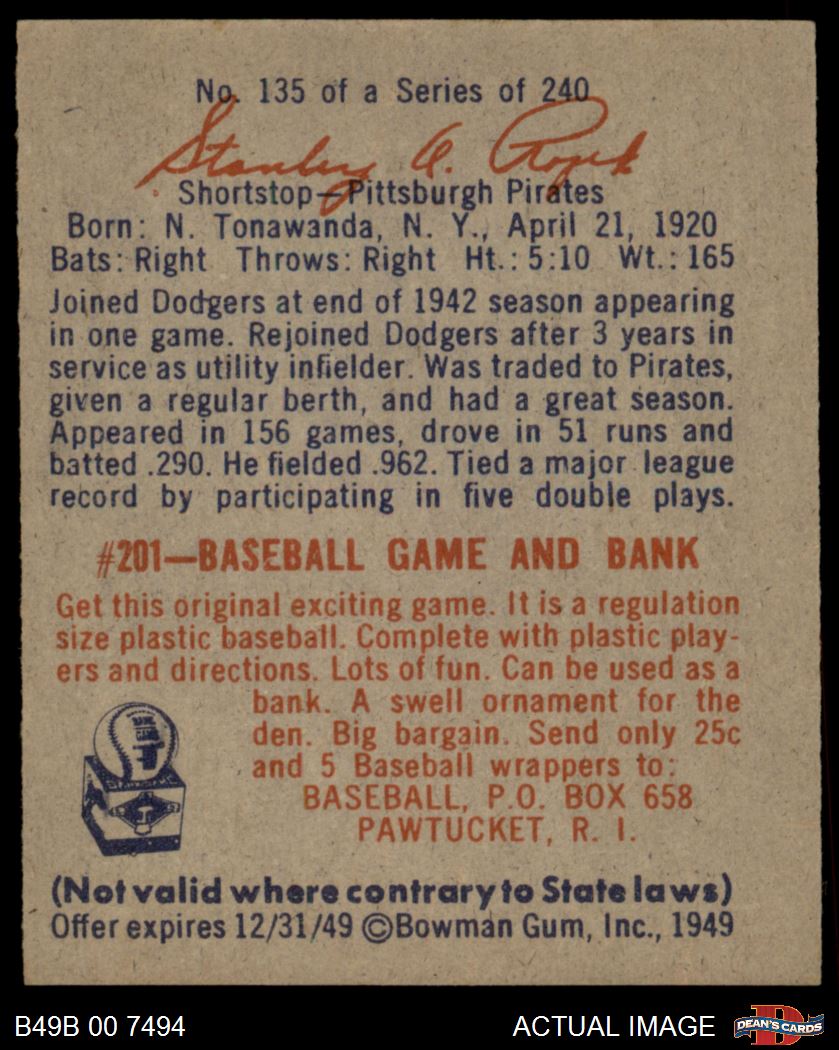 No. 135 of a Series of 240
Stanley G. Rojek
Shortstop—Pittsburgh Pirates
Born: N. Tonawanda, N. Y., April 21, 1920
Bats: Right Throws: Right Ht.: 5:10 Wt.: 165
Joined Dodgers at end of 1942 season appearing
in one game. Rejoined Dodgers after 3 years in
service as utility infielder. Was traded to Pirates,
given a regular berth, and had a great season.
Appeared in 156 games, drove in 51 runs and
batted .290. He fielded .962. Tied a major league
record by participating in five double plays.
#201—BASEBALL GAME AND BANK
Get this original exciting game. It is a regulation
size plastic baseball. Complete with plastic play-
ers and directions. Lots of fun. Can be used as a
bank. A swell ornament for the
den. Big bargain. Send only 25c
and 5 Baseball wrappers to:
BASEBALL, P.O. BOX 658
PAWTUCKET, R. I.
(Not valid where contrary to State laws)
Offer expires 12/31/49 ©Bowman Gum, Inc., 1949
B49B 00 7494
ACTUAL IMAGE
DEAN'S CARDS